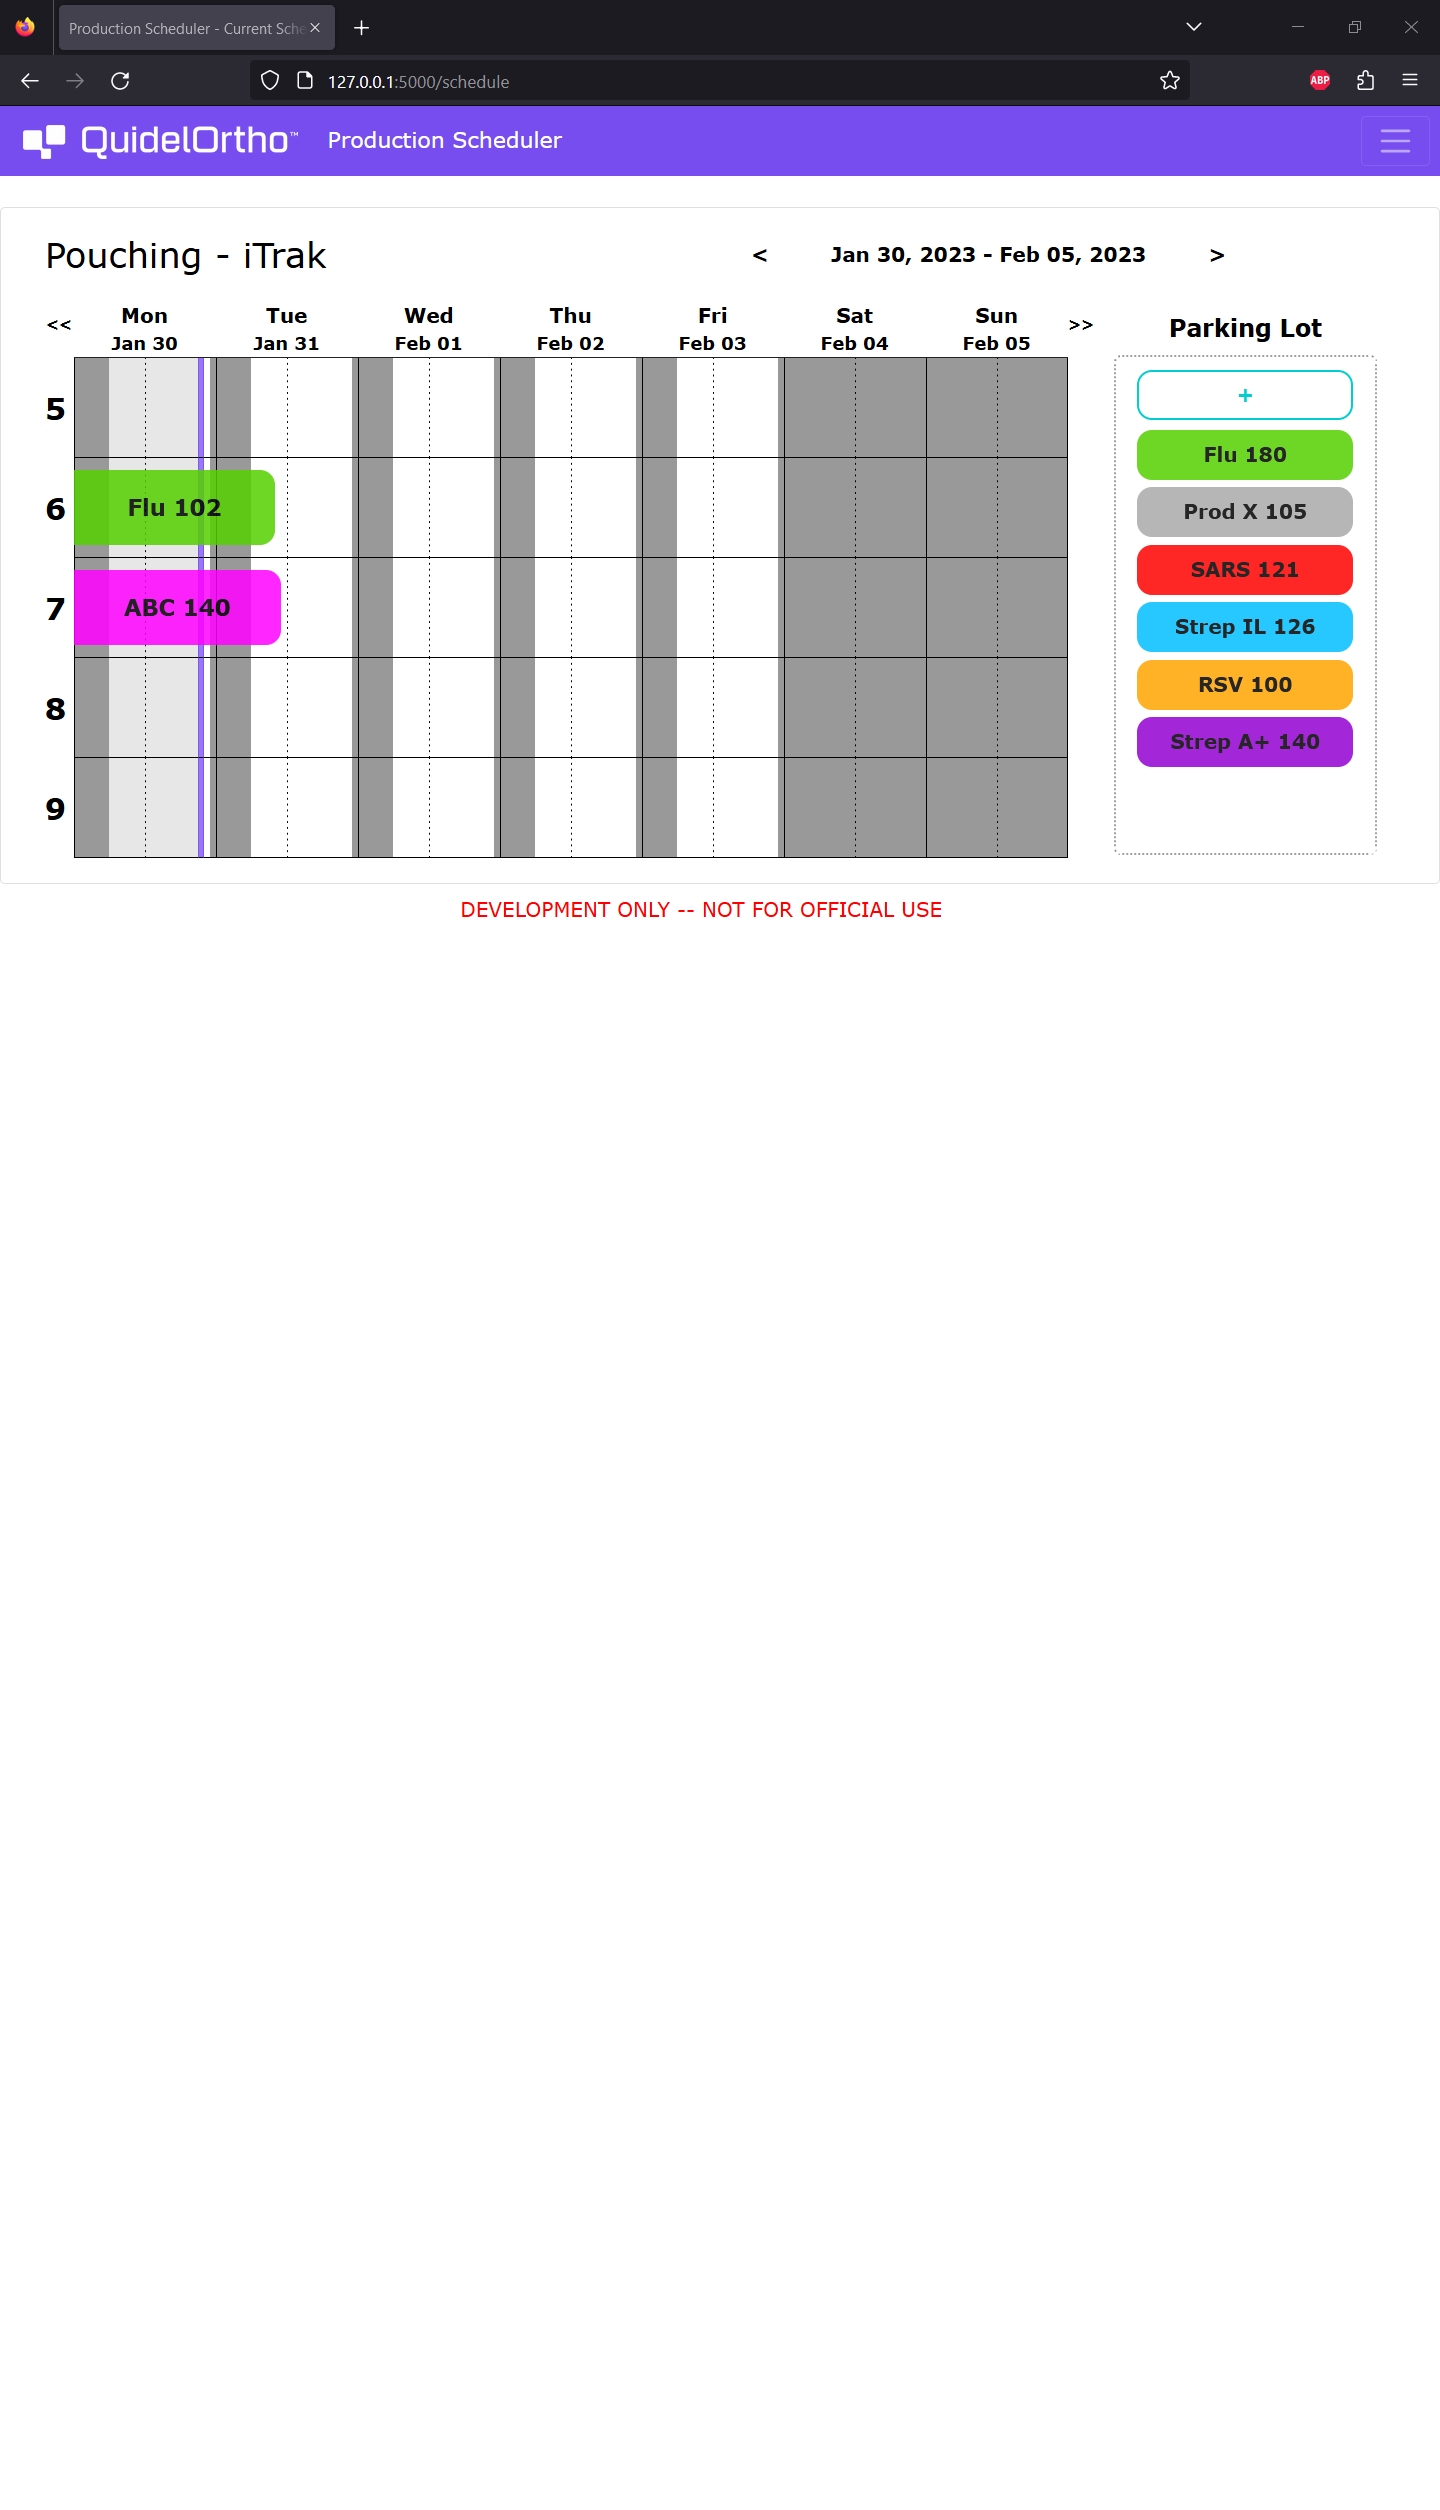 Production Scheduler - Current Sche
127.0.0.1:5000/schedule
ABP
QuidelOrtho™ Production Scheduler
Pouching - iTrak
< Jan 30, 2023 - Feb 05, 2023 >
<< Mon Tue Wed Thu Fri Sat Sun >>
Jan 30 Jan 31 Feb 01 Feb 02 Feb 03 Feb 04 Feb 05
5
6 Flu 102
7 ABC 140
8
9
Parking Lot
+
Flu 180
Prod X 105
SARS 121
Strep IL 126
RSV 100
Strep A+ 140
DEVELOPMENT ONLY -- NOT FOR OFFICIAL USE